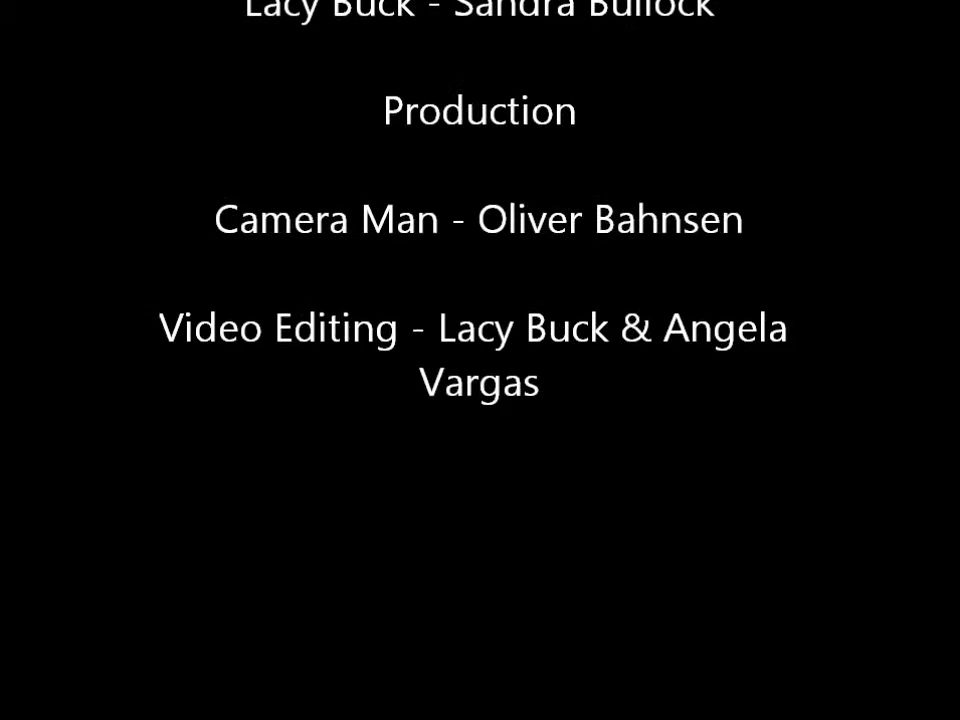 Lacy Buck - Sandra Bullock
Production
Camera Man - Oliver Bahnsen
Video Editing - Lacy Buck & Angela
Vargas